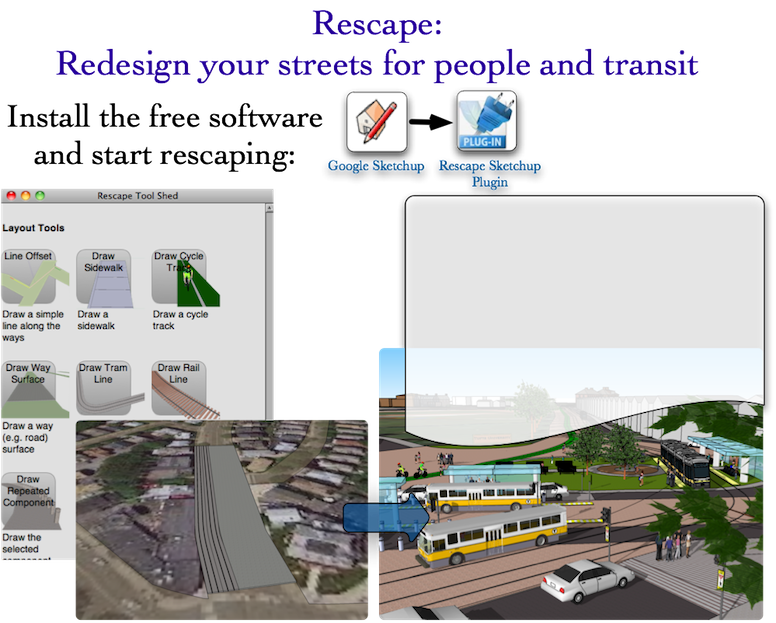 Rescape:
Redesign your streets for people and transit
Install the free software
and start rescaping:
PLUG-IN
Google Sketchup
Rescape Sketchup
Plugin
Rescape Tool Shed
Layout Tools
Line Offset
Draw a simple
line along the
ways
Draw
Sidewalk
Draw a
sidewalk
Draw Cycle
Track
Draw a cycle
track
Draw Way
Surface
Draw a way
(e.g. road)
surface
Draw Tram
Line
Draw Rail
Line
Draw
Repeated
Component
Draw the
selected
component